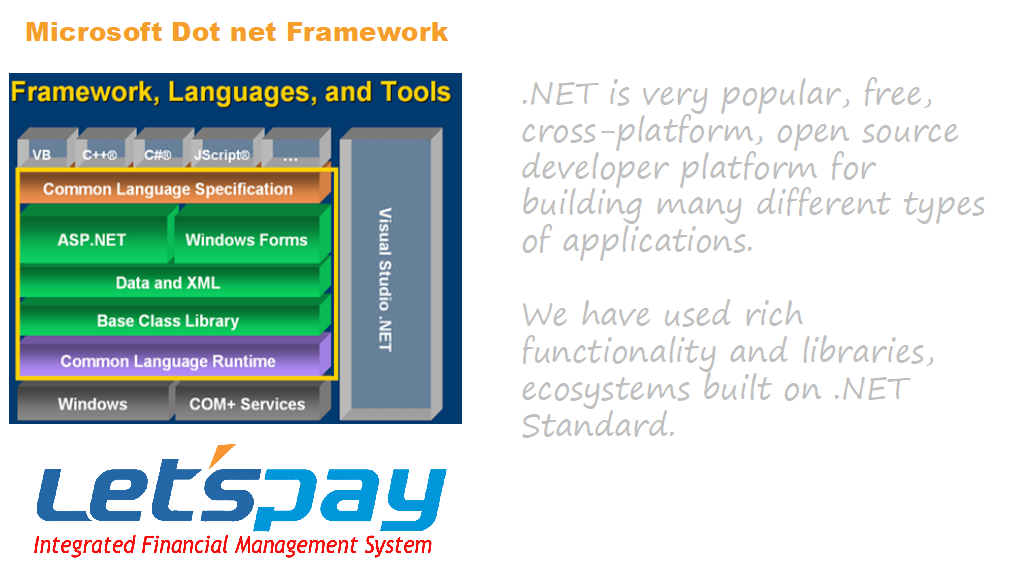 Microsoft Dot net Framework
Framework, Languages, and Tools
VB C++® C#® JScript® ...
Common Language Specification
ASP.NET Windows Forms
Data and XML
Base Class Library
Common Language Runtime
Windows COM+ Services
Visual Studio .NET
.NET is very popular, free,
cross-platform, open source
developer platform for
building many different types
of applications.
We have used rich
functionality and libraries,
ecosystems built on .NET
Standard.
Let'spay
Integrated Financial Management System